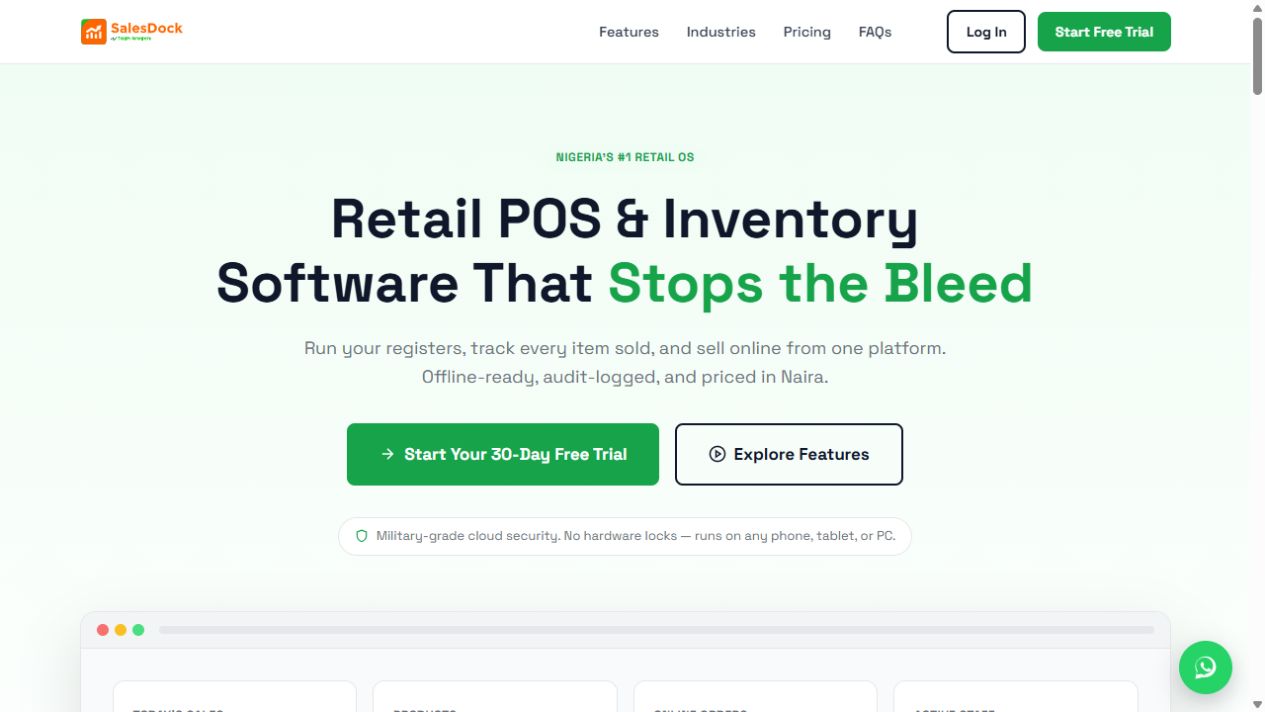 SalesDock
Features
Industries
Pricing
FAQs
Log In
Start Free Trial
NIGERIA'S #1 RETAIL OS
Retail POS & Inventory
Software That Stops the Bleed
Run your registers, track every item sold, and sell online from one platform.
Offline-ready, audit-logged, and priced in Naira.
→ Start Your 30-Day Free Trial
Explore Features
Military-grade cloud security. No hardware locks — runs on any phone, tablet, or PC.